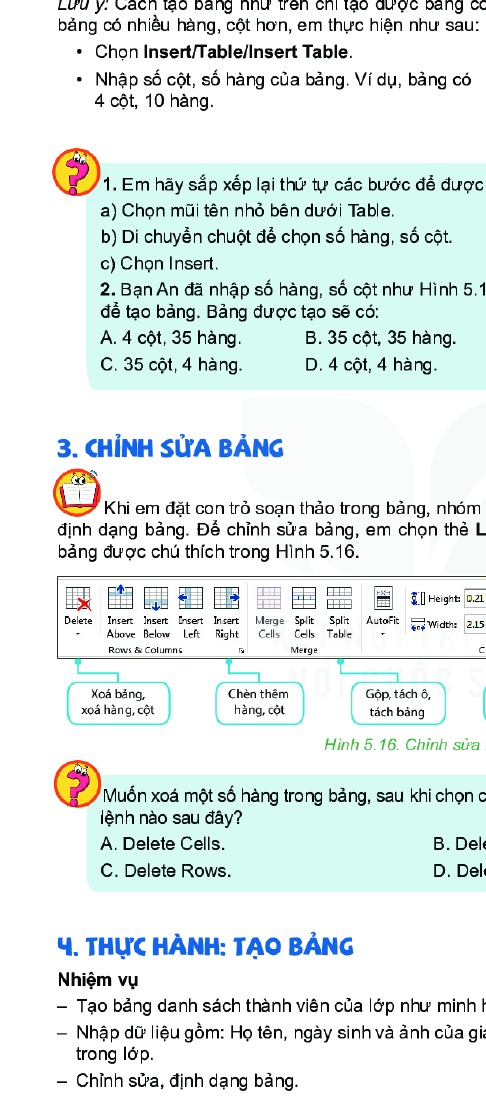 Lưu ý: Cách tạo bảng như trên chỉ tạo được bảng có
bảng có nhiều hàng, cột hơn, em thực hiện như sau:
• Chọn Insert/Table/Insert Table.
• Nhập số cột, số hàng của bảng. Ví dụ, bảng có
4 cột, 10 hàng.
1. Em hãy sắp xếp lại thứ tự các bước để được
a) Chọn mũi tên nhỏ bên dưới Table.
b) Di chuyển chuột để chọn số hàng, số cột.
c) Chọn Insert.
2. Bạn An đã nhập số hàng, số cột như Hình 5.1
để tạo bảng. Bảng được tạo sẽ có:
A. 4 cột, 35 hàng. B. 35 cột, 35 hàng.
C. 35 cột, 4 hàng. D. 4 cột, 4 hàng.
3. CHỈNH SỬA BẢNG
Khi em đặt con trỏ soạn thảo trong bảng, nhóm
định dạng bảng. Để chỉnh sửa bảng, em chọn thẻ L
bảng được chú thích trong Hình 5.16.
Delete Insert Insert Insert Insert Merge Split Split AutoFit Height: 0.21
Above Below Left Right Cells Cells Table Width: 2.15
Rows & Columns Merge C
Xoá bảng, Chèn thêm Gộp, tách ô,
xoá hàng, cột hàng, cột tách bảng
Hình 5.16. Chỉnh sửa
Muốn xoá một số hàng trong bảng, sau khi chọn c
lệnh nào sau đây?
A. Delete Cells. B. Dele
C. Delete Rows. D. Dele
4. THỰC HÀNH: TẠO BẢNG
Nhiệm vụ
– Tạo bảng danh sách thành viên của lớp như minh h
– Nhập dữ liệu gồm: Họ tên, ngày sinh và ảnh của gia
trong lớp.
– Chỉnh sửa, định dạng bảng.